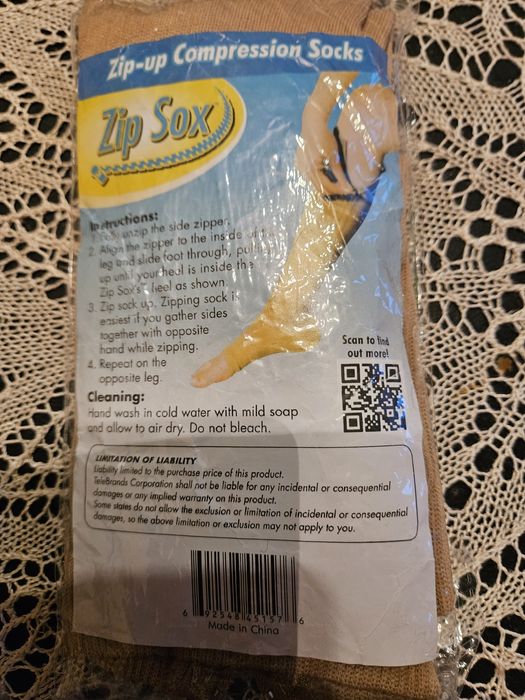 Zip-up Compression Socks
Zip Sox
Instructions:
1. Fully unzip the side zipper.
2. Align the zipper to the inside of the
leg and slide foot through, pulling
up until your heel is inside the
Zip Sox's heel as shown.
3. Zip sock up. Zipping sock is
easiest if you gather sides
together with opposite
hand while zipping.
4. Repeat on the
opposite leg.
Scan to find
out more!
Cleaning:
Hand wash in cold water with mild soap
and allow to air dry. Do not bleach.
LIMITATION OF LIABILITY
Liability limited to the purchase price of this product.
TeleBrands Corporation shall not be liable for any incidental or consequential
damages or any implied warranty on this product.
Some states do not allow the exclusion or limitation of incidental or consequential
damages, so the above limitation or exclusion may not apply to you.
6 92548 45157 6
Made in China